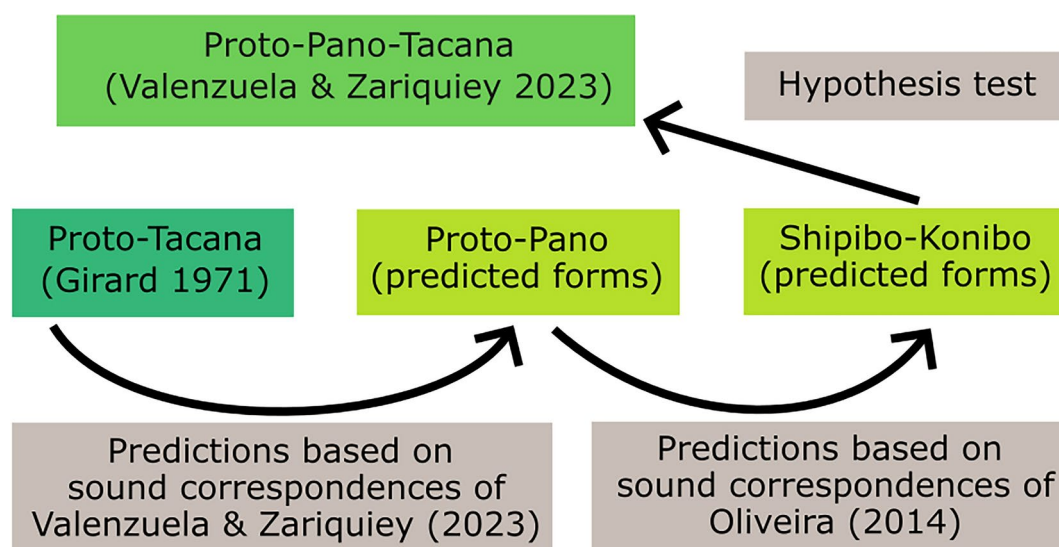 Proto-Pano-Tacana
(Valenzuela & Zariquiey 2023)
Hypothesis test
Proto-Tacana
(Girard 1971)
Proto-Pano
(predicted forms)
Shipibo-Konibo
(predicted forms)
Predictions based on
sound correspondences of
Valenzuela & Zariquiey (2023)
Predictions based on
sound correspondences of
Oliveira (2014)